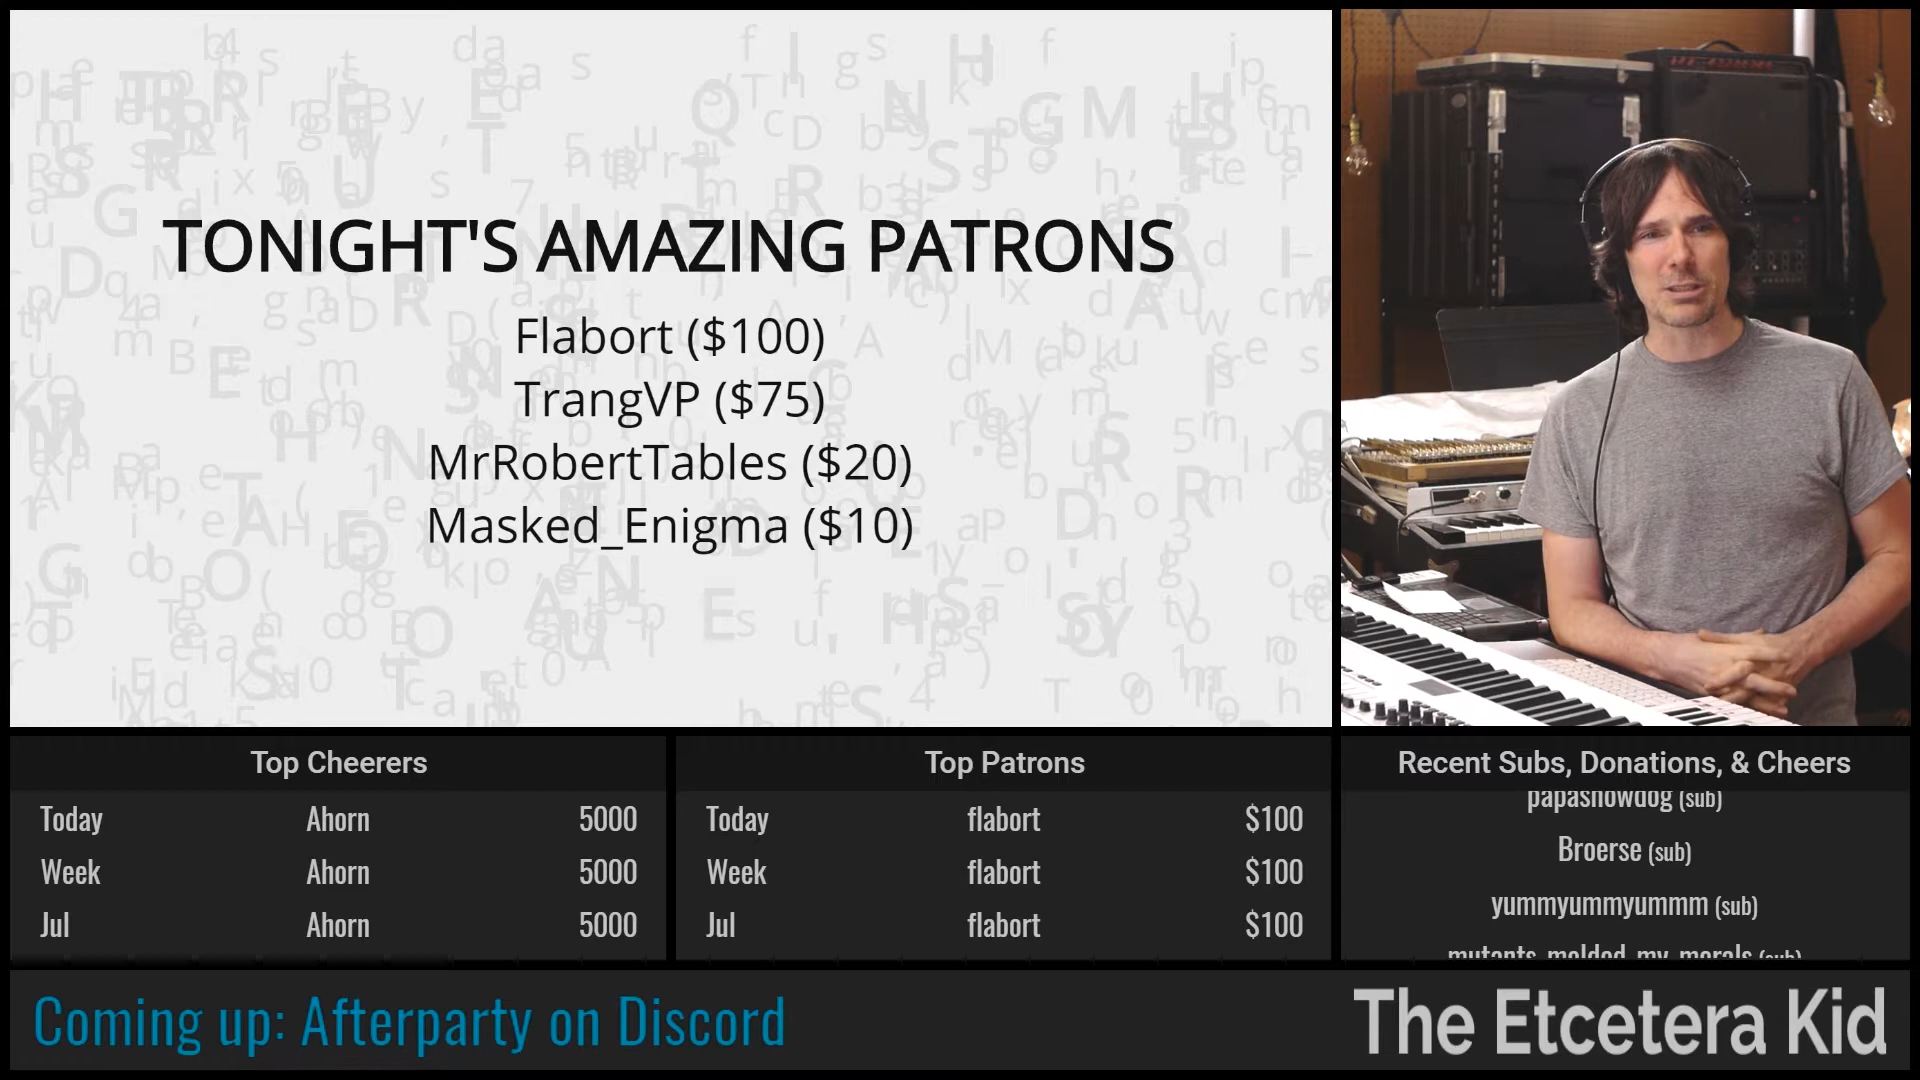 TONIGHT'S AMAZING PATRONS
Flabort ($100)
TrangVP ($75)
MrRobertTables ($20)
Masked_Enigma ($10)
Top Cheerers
Today Ahorn 5000
Week Ahorn 5000
Jul Ahorn 5000
Top Patrons
Today flabort $100
Week flabort $100
Jul flabort $100
Recent Subs, Donations, & Cheers
papasnowdog (sub)
Broerse (sub)
yummyummyummm (sub)
mutants_molded_my_morals (sub)
Coming up: Afterparty on Discord
The Etcetera Kid